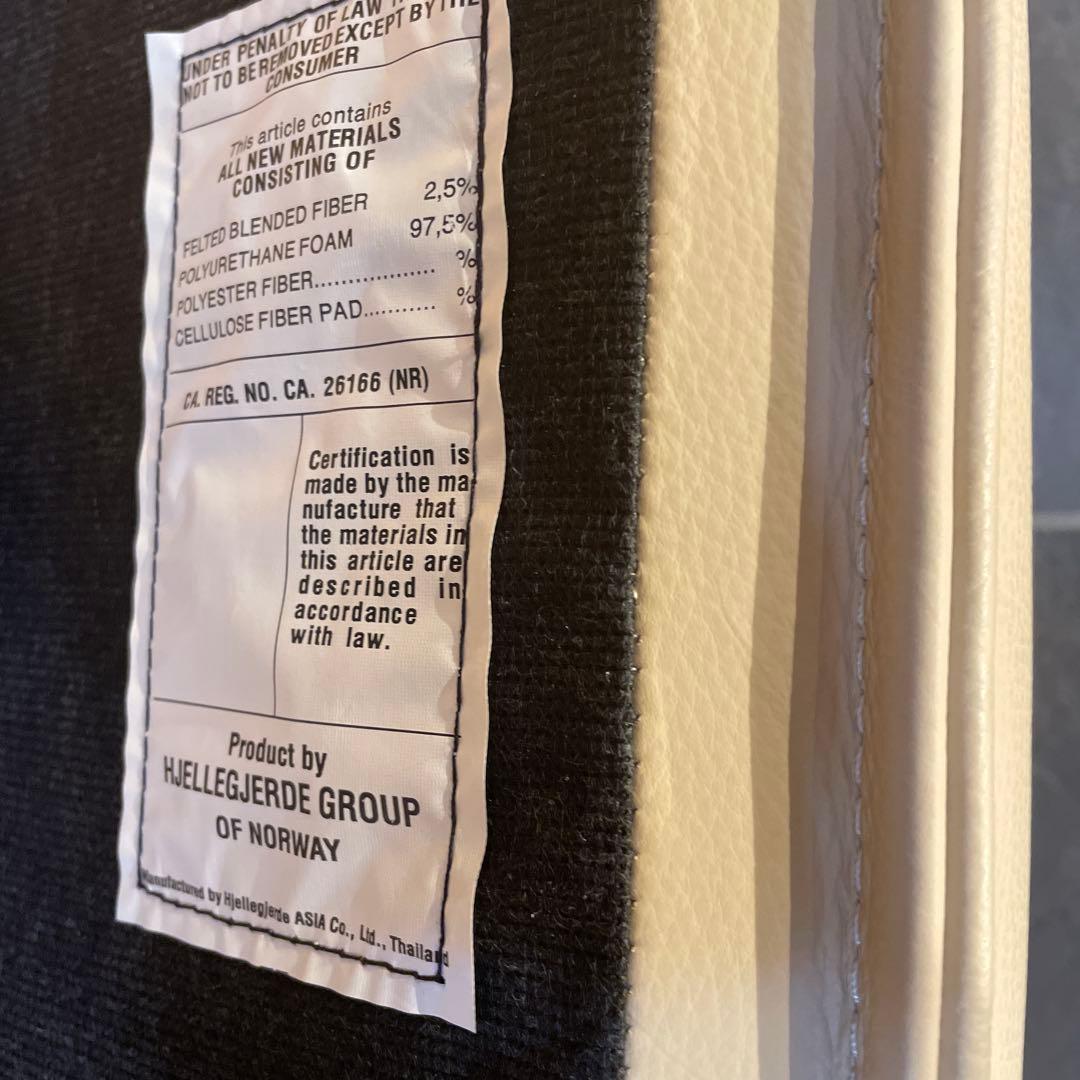 UNDER PENALTY OF LAW
NOT TO BE REMOVED EXCEPT BY THE
CONSUMER
This article contains
ALL NEW MATERIALS
CONSISTING OF
FELTED BLENDED FIBER 2,5%
POLYURETHANE FOAM 97,5%
POLYESTER FIBER.................. %
CELLULOSE FIBER PAD........... %
CA. REG. NO. CA. 26166 (NR)
Certification is
made by the ma-
nufacture that
the materials in
this article are
described in
accordance
with law.
Product by
HJELLEGJERDE GROUP
OF NORWAY
Manufactured by Hjellegjerde ASIA Co., Ltd., Thailand